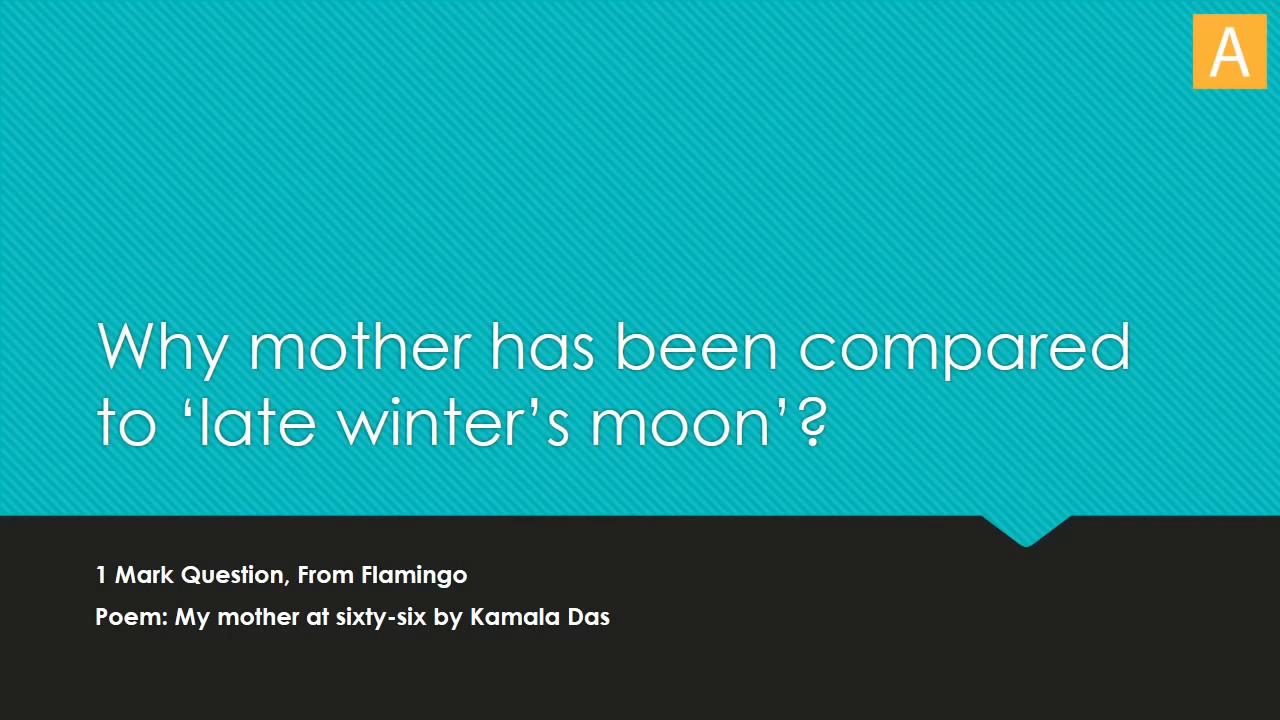 A
Why mother has been compared
to ‘late winter’s moon’?
1 Mark Question, From Flamingo
Poem: My mother at sixty-six by Kamala Das